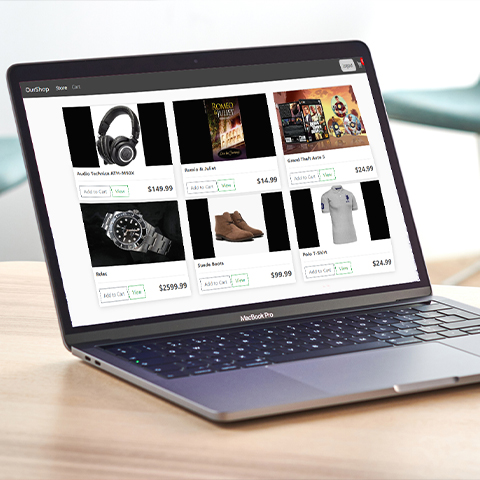 OurShop Store Cart
Audio Technica ATH-M50X
Add to Cart View $149.99
ROMEO
JULIET
Romeo & Juliet
Add to Cart View $14.99
Grand Theft Auto 5
Add to Cart View $24.99
Rolex
Add to Cart View $2599.99
Suede Boots
Add to Cart View $99.99
Polo T-Shirt
Add to Cart View $24.99
MacBook Pro